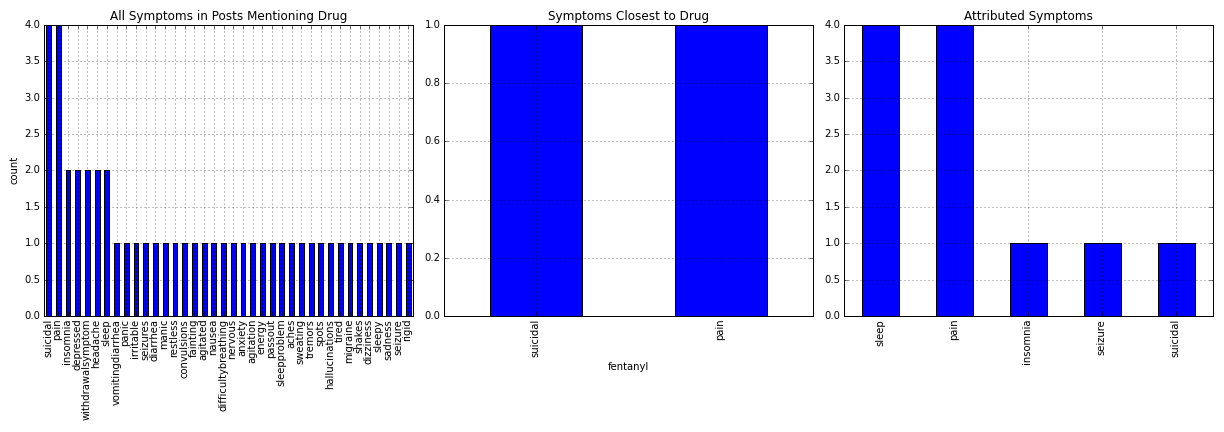 All Symptoms in Posts Mentioning Drug
count
4.0
3.5
3.0
2.5
2.0
1.5
1.0
0.5
0.0
suicidal
pain
insomnia
depressed
withdrawalsymptom
headache
sleep
vomitingdiarrhea
panic
irritable
seizures
diarrhea
manic
restless
convulsions
fainting
agitated
nausea
difficultybreathing
nervous
anxiety
agitation
energy
passout
sleepproblem
aches
sweating
tremors
spots
hallucinations
tired
migraine
shakes
dizziness
sleepy
sadness
seizure
rigid
Symptoms Closest to Drug
1.0
0.8
0.6
0.4
0.2
0.0
suicidal
pain
fentanyl
Attributed Symptoms
4.0
3.5
3.0
2.5
2.0
1.5
1.0
0.5
0.0
sleep
pain
insomnia
seizure
suicidal